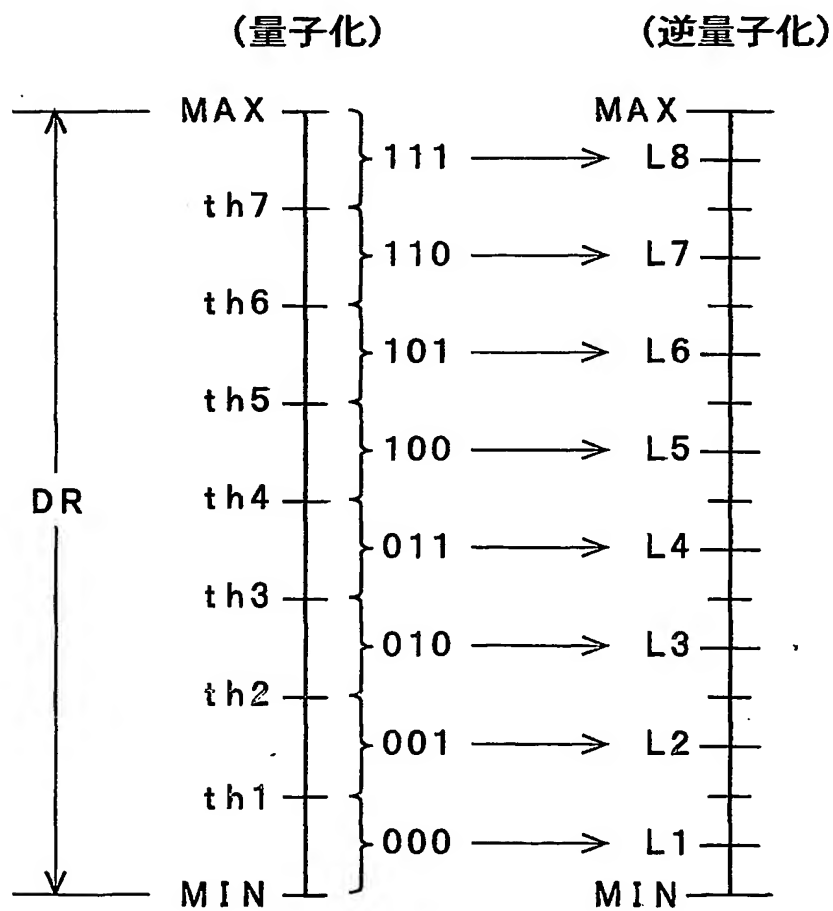 (量子化) (逆量子化)
MAX MAX
111 L8
th7
110 L7
th6
101 L6
th5
100 L5
DR th4
011 L4
th3
010 L3
th2
001 L2
th1
000 L1
MIN MIN